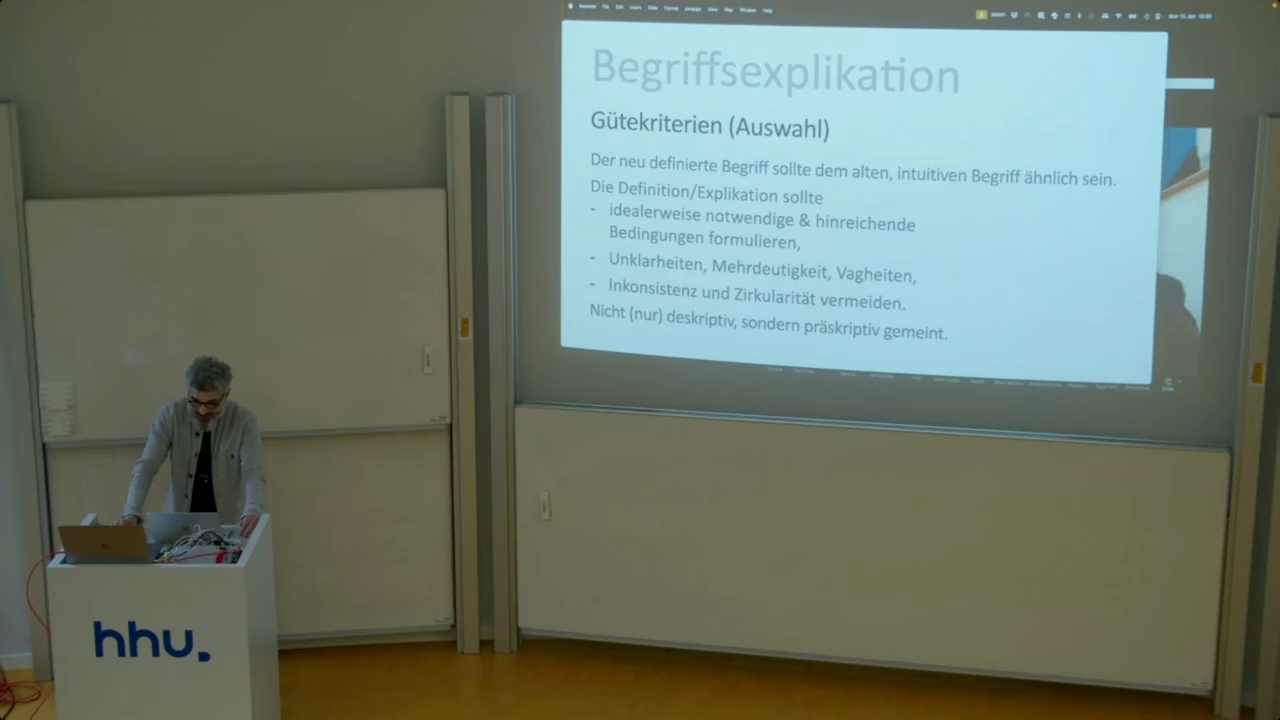 Begriffsexplikation
Gütekriterien (Auswahl)
Der neu definierte Begriff sollte dem alten, intuitiven Begriff ähnlich sein.
Die Definition/Explikation sollte
- idealerweise notwendige & hinreichende
Bedingungen formulieren,
- Unklarheiten, Mehrdeutigkeit, Vagheiten,
- Inkonsistenz und Zirkularität vermeiden.
Nicht (nur) deskriptiv, sondern präskriptiv gemeint.
hhu.